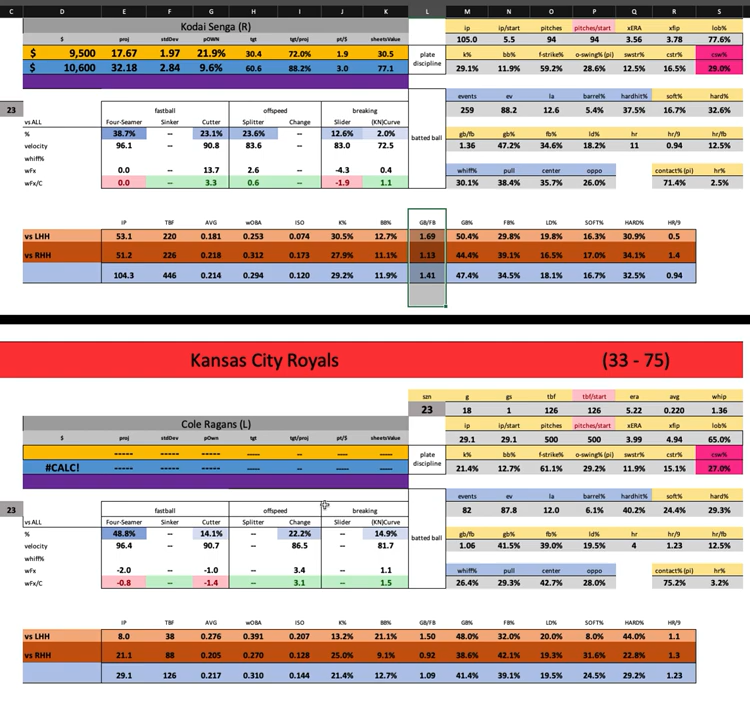 C D E F G H I J K L M N O P Q R S
Kodai Senga (R)
$ proj stdDev pOWN tgt tgt/proj pt/$ sheetsValue
$ 9,500 17.67 1.97 21.9% 30.4 72.0% 1.9 30.5
$ 10,600 32.18 2.84 9.6% 60.6 88.2% 3.0 77.1
ip ip/start pitches pitches/start xERA xfip lob%
105.0 5.5 94 94 3.56 3.78 77.6%
plate discipline
k% bb% f-strike% o-swing% (pi) swstr% cstr% csw%
29.1% 11.9% 59.2% 28.6% 12.5% 16.5% 29.0%
23
fastball offspeed breaking
vs ALL Four-Seamer Sinker Cutter Splitter Change Slider (KN)Curve
% 38.7% -- 23.1% 23.6% -- 12.6% 2.0%
velocity 96.1 -- 90.8 83.6 -- 83.0 72.5
whiff%
wFx 0.0 -- 13.7 2.6 -- -4.3 0.4
wFx/C 0.0 -- 3.3 0.6 -- -1.9 1.1
batted ball
events ev la barrel% hardhit% soft% hard%
259 88.2 12.6 5.4% 37.5% 16.7% 32.6%
gb/fb gb% fb% ld% hr hr/9 hr/fb
1.36 47.2% 34.6% 18.2% 11 0.94 12.5%
whiff% pull center oppo contact% (pi) hr%
30.1% 38.4% 35.7% 26.0% 71.4% 2.5%
IP TBF AVG wOBA ISO K% BB% GB/FB GB% FB% LD% SOFT% HARD% HR/9
vs LHH 53.1 220 0.181 0.253 0.074 30.5% 12.7% 1.69 50.4% 29.8% 19.8% 16.3% 30.9% 0.5
vs RHH 51.2 226 0.218 0.312 0.173 27.9% 11.1% 1.13 44.4% 39.1% 16.5% 17.0% 34.1% 1.4
104.3 446 0.214 0.294 0.120 29.2% 11.9% 1.41 47.4% 34.5% 18.1% 16.7% 32.5% 0.94
Kansas City Royals (33 - 75)
szn g gs tbf tbf/start era avg whip
23 18 1 126 126 5.22 0.220 1.36
Cole Ragans (L)
$ proj stdDev pOwn tgt tgt/proj pt/$ sheetsValue
----- ----- ----- ----- -- -- -----
#CALC! ----- ----- ----- ----- -- -- -----
ip ip/start pitches pitches/start xERA xfip lob%
29.1 29.1 500 500 3.99 4.94 65.0%
plate discipline
k% bb% f-strike% o-swing% (pi) swstr% cstr% csw%
21.4% 12.7% 61.1% 29.2% 11.9% 15.1% 27.0%
23
fastball offspeed breaking
vs ALL Four-Seamer Sinker Cutter Splitter Change Slider (KN)Curve
% 48.8% -- 14.1% -- 22.2% -- 14.9%
velocity 96.4 -- 90.7 -- 86.5 -- 81.7
whiff%
wFx -2.0 -- -1.0 -- 3.4 -- 1.1
wFx/C -0.8 -- -1.4 -- 3.1 -- 1.5
batted ball
events ev la barrel% hardhit% soft% hard%
82 87.8 12.0 6.1% 40.2% 24.4% 29.3%
gb/fb gb% fb% ld% hr hr/9 hr/fb
1.06 41.5% 39.0% 19.5% 4 1.23 12.5%
whiff% pull center oppo contact% (pi) hr%
26.4% 29.3% 42.7% 28.0% 75.2% 3.2%
IP TBF AVG wOBA ISO K% BB% GB/FB GB% FB% LD% SOFT% HARD% HR/9
vs LHH 8.0 38 0.276 0.391 0.207 13.2% 21.1% 1.50 48.0% 32.0% 20.0% 8.0% 44.0% 1.1
vs RHH 21.1 88 0.205 0.270 0.128 25.0% 9.1% 0.92 38.6% 42.1% 19.3% 31.6% 22.8% 1.3
29.1 126 0.217 0.310 0.144 21.4% 12.7% 1.09 41.4% 39.1% 19.5% 24.5% 29.2% 1.23